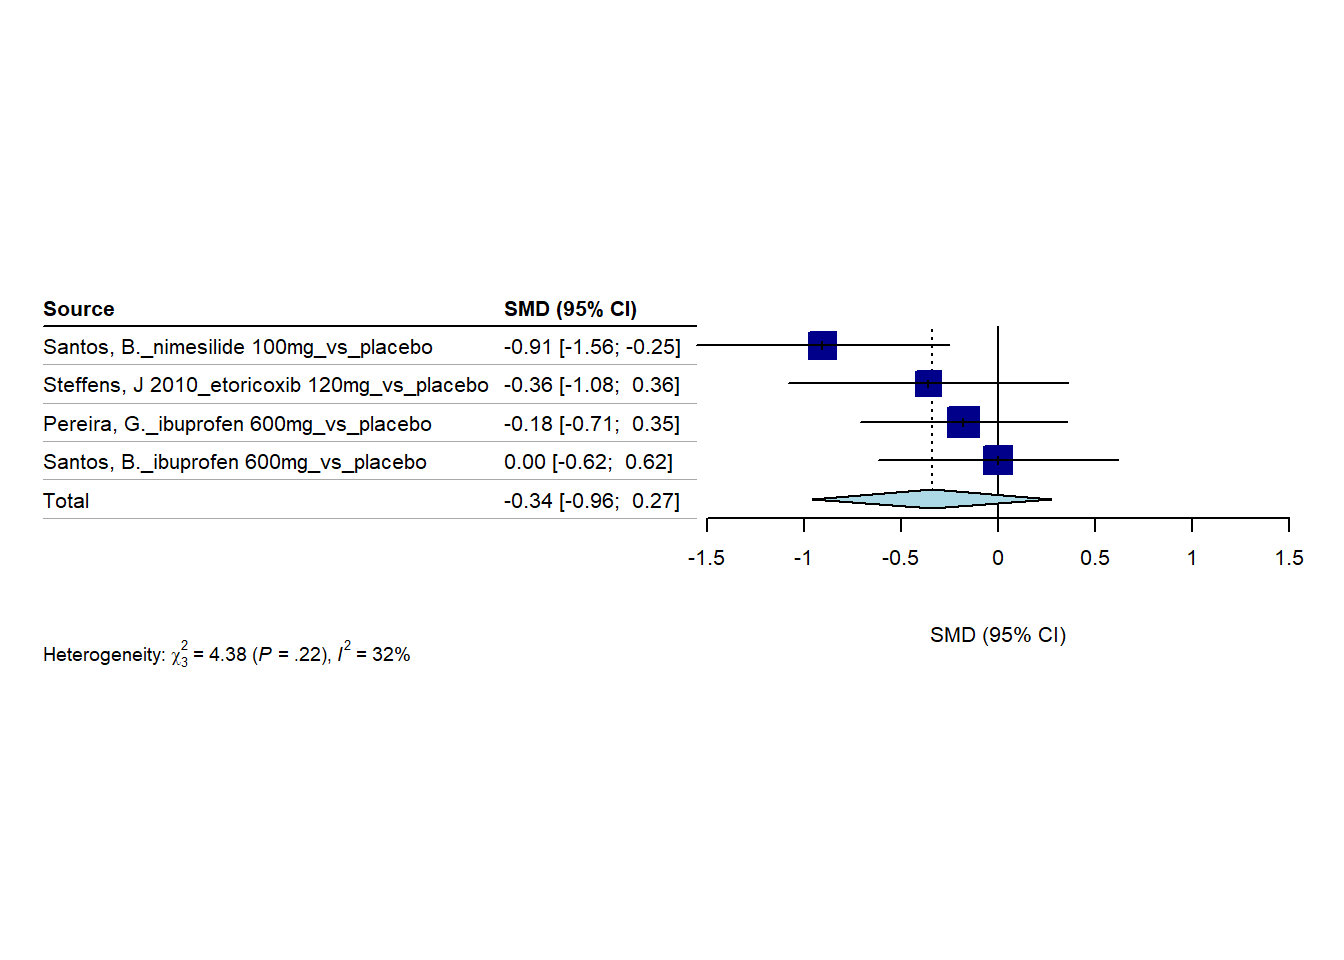 Source SMD (95% CI)
Santos, B._nimesilide 100mg_vs_placebo -0.91 [-1.56; -0.25]
Steffens, J 2010_etoricoxib 120mg_vs_placebo -0.36 [-1.08; 0.36]
Pereira, G._ibuprofen 600mg_vs_placebo -0.18 [-0.71; 0.35]
Santos, B._ibuprofen 600mg_vs_placebo 0.00 [-0.62; 0.62]
Total -0.34 [-0.96; 0.27]
-1.5 -1 -0.5 0 0.5 1 1.5
SMD (95% CI)
Heterogeneity: χ²₃ = 4.38 (P = .22), I² = 32%